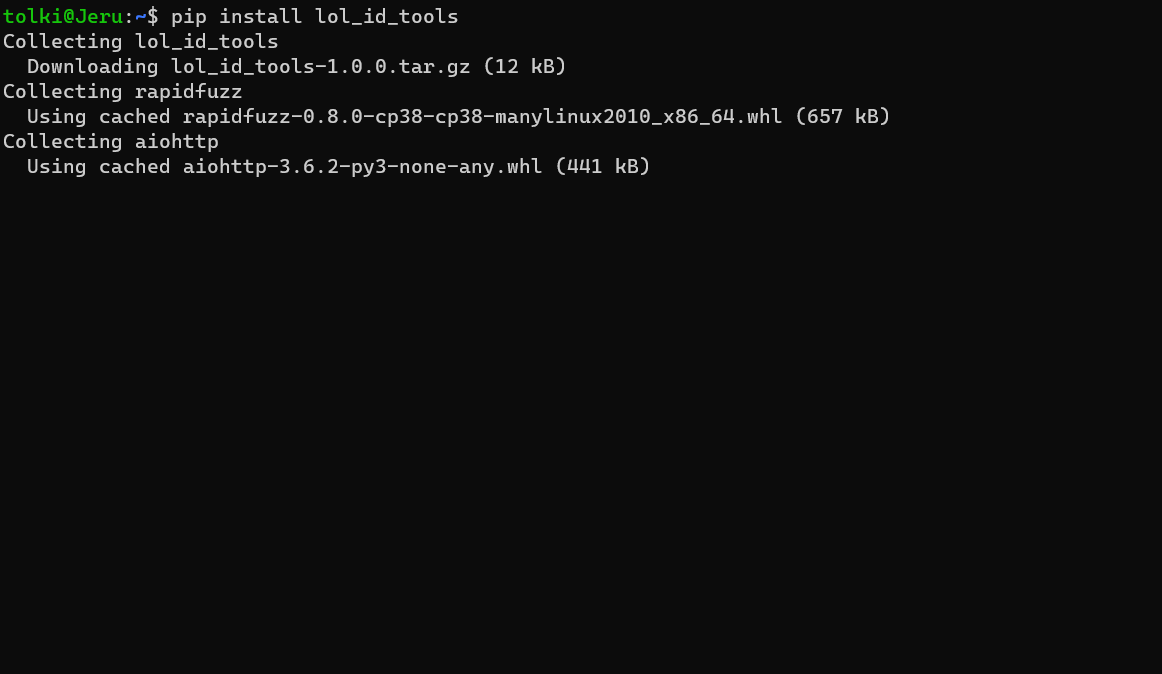 tolki@Jeru:~$ pip install lol_id_tools
Collecting lol_id_tools
  Downloading lol_id_tools-1.0.0.tar.gz (12 kB)
Collecting rapidfuzz
  Using cached rapidfuzz-0.8.0-cp38-cp38-manylinux2010_x86_64.whl (657 kB)
Collecting aiohttp
  Using cached aiohttp-3.6.2-py3-none-any.whl (441 kB)